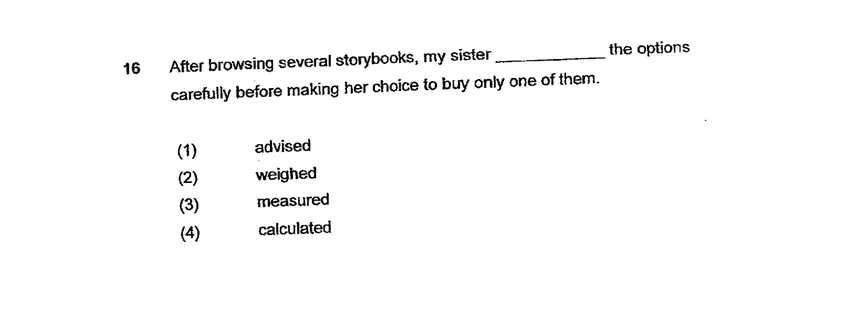 16 After browsing several storybooks, my sister ____________ the options
carefully before making her choice to buy only one of them.
(1) advised
(2) weighed
(3) measured
(4) calculated